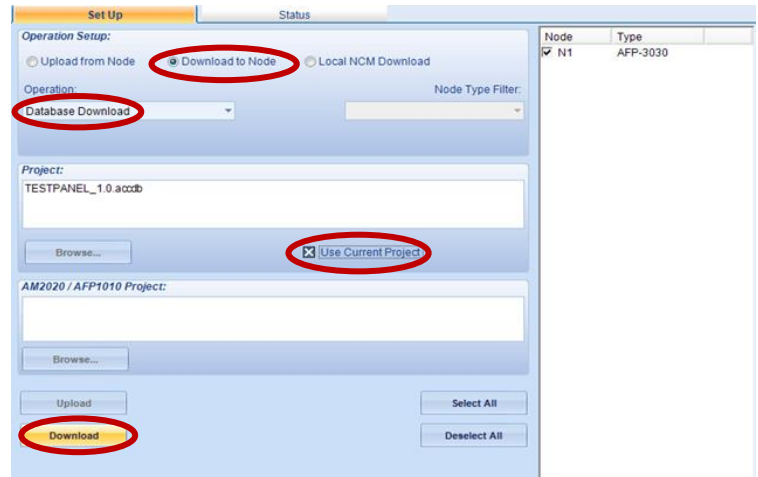 Set Up Status
Operation Setup:
Upload from Node Download to Node Local NCM Download
Operation: Node Type Filter:
Database Download
Project:
TESTPANEL_1.0.accdb
Browse... Use Current Project
AM2020 / AFP1010 Project:
Browse...
Upload Select All
Download Deselect All
Node Type
N1 AFP-3030